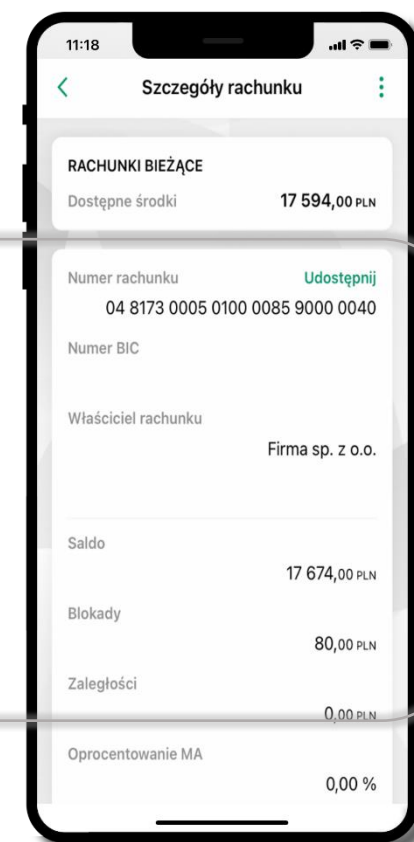 11:18
Szczegóły rachunku
RACHUNKI BIEŻĄCE
Dostępne środki 17 594,00 PLN
Numer rachunku Udostępnij
04 8173 0005 0100 0085 9000 0040
Numer BIC
Właściciel rachunku
Firma sp. z o.o.
Saldo
17 674,00 PLN
Blokady
80,00 PLN
Zaległości
0,00 PLN
Oprocentowanie MA
0,00 %